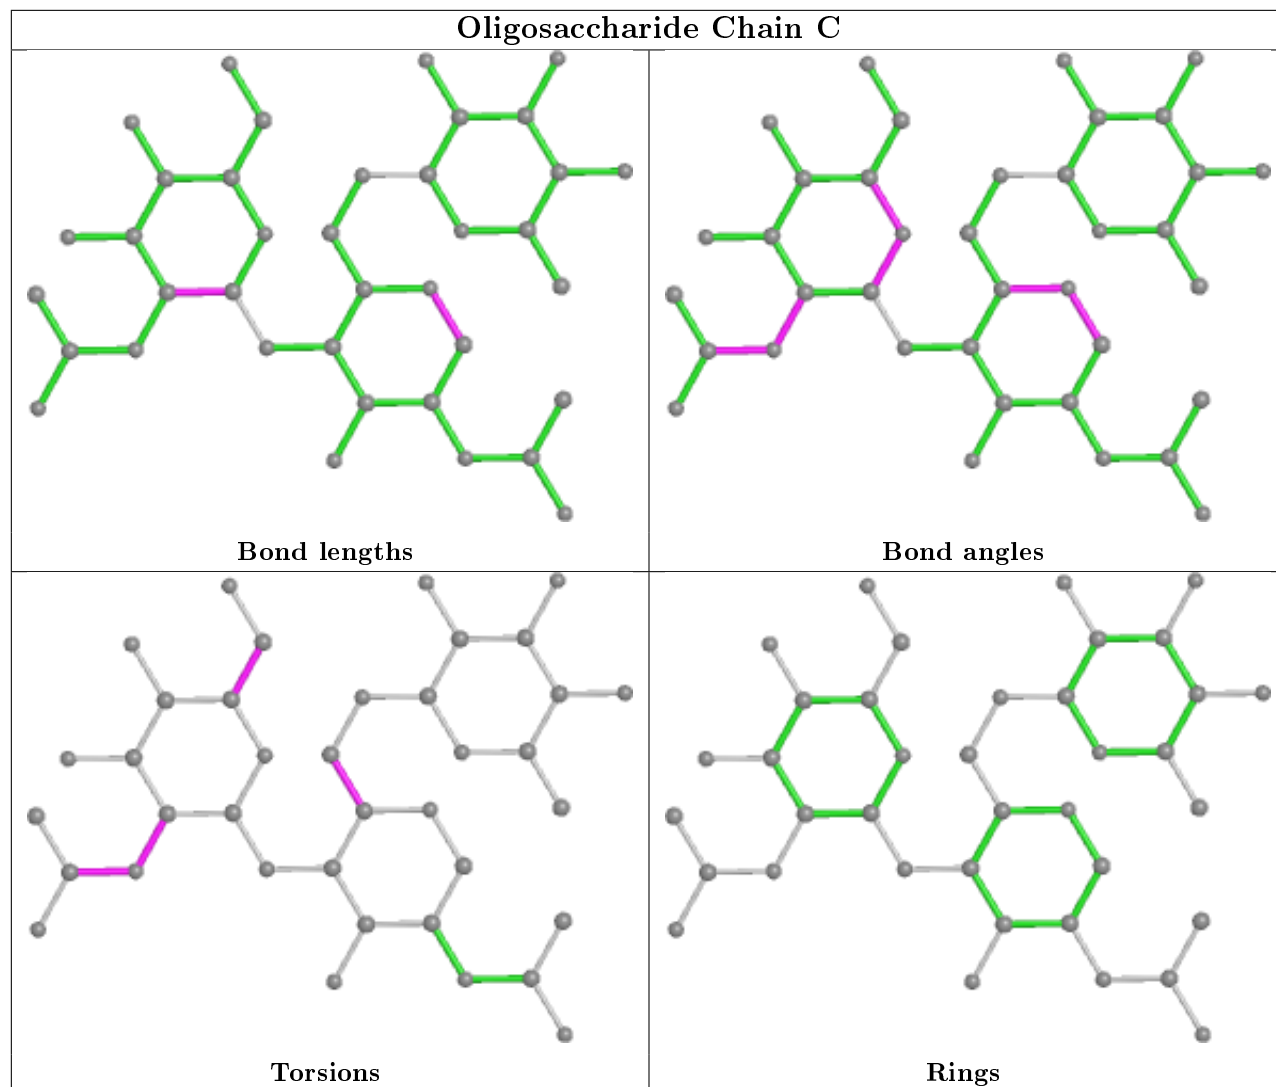 Oligosaccharide Chain C
Bond lengths
Bond angles
Torsions
Rings